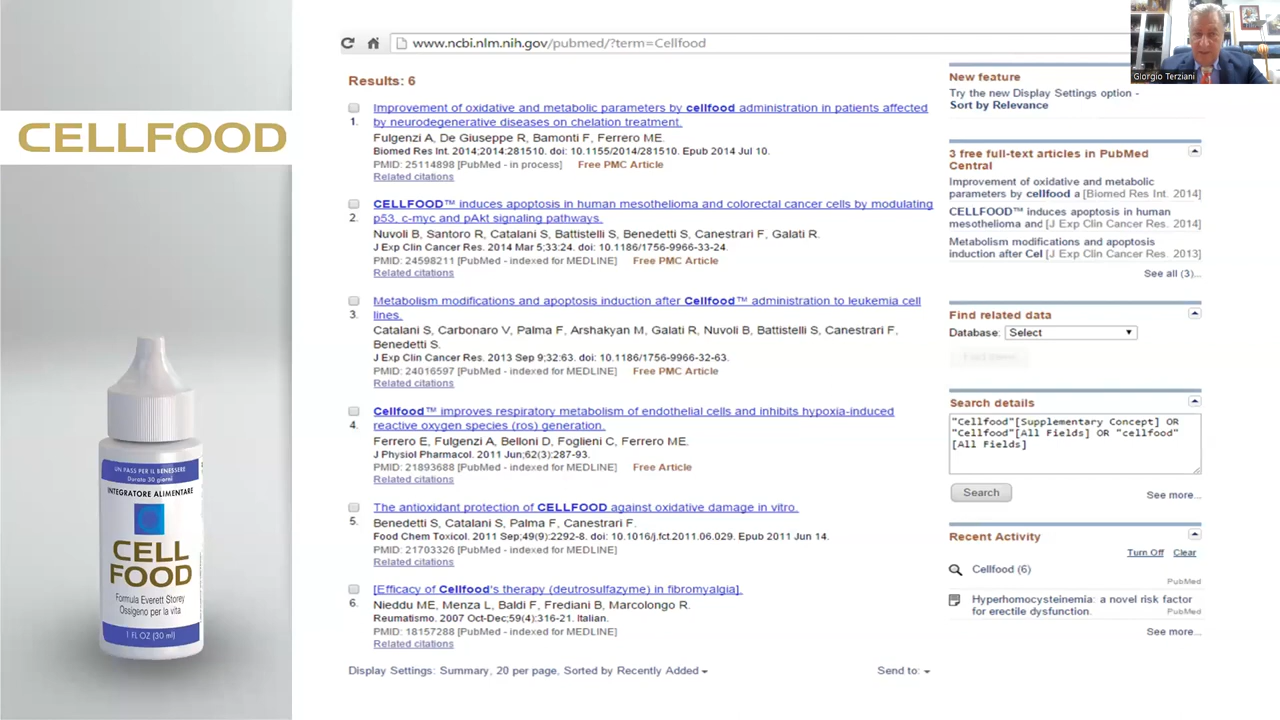 CELLFOOD
UN PASS PER IL BENESSERE
Durata 30 giorni
INTEGRATORE ALIMENTARE
CELL
FOOD
Formula Everett Storey
Ossigeno per la vita
1 FL OZ (30 ml)
www.ncbi.nlm.nih.gov/pubmed/?term=Cellfood
Results: 6
Improvement of oxidative and metabolic parameters by cellfood administration in patients affected
1. by neurodegenerative diseases on chelation treatment.
Fulgenzi A, De Giuseppe R, Bamonti F, Ferrero ME.
Biomed Res Int. 2014;2014:281510. doi: 10.1155/2014/281510. Epub 2014 Jul 10.
PMID: 25114898 [PubMed - in process] Free PMC Article
Related citations
CELLFOOD™ induces apoptosis in human mesothelioma and colorectal cancer cells by modulating
2. p53, c-myc and pAkt signaling pathways.
Nuvoli B, Santoro R, Catalani S, Battistelli S, Benedetti S, Canestrari F, Galati R.
J Exp Clin Cancer Res. 2014 Mar 5;33:24. doi: 10.1186/1756-9966-33-24.
PMID: 24598211 [PubMed - indexed for MEDLINE] Free PMC Article
Related citations
Metabolism modifications and apoptosis induction after Cellfood™ administration to leukemia cell
3. lines.
Catalani S, Carbonaro V, Palma F, Arshakyan M, Galati R, Nuvoli B, Battistelli S, Canestrari F,
Benedetti S.
J Exp Clin Cancer Res. 2013 Sep 9;32:63. doi: 10.1186/1756-9966-32-63.
PMID: 24016597 [PubMed - indexed for MEDLINE] Free PMC Article
Related citations
Cellfood™ improves respiratory metabolism of endothelial cells and inhibits hypoxia-induced
4. reactive oxygen species (ros) generation.
Ferrero E, Fulgenzi A, Belloni D, Foglieni C, Ferrero ME.
J Physiol Pharmacol. 2011 Jun;62(3):287-93.
PMID: 21893688 [PubMed - indexed for MEDLINE] Free Article
Related citations
The antioxidant protection of CELLFOOD against oxidative damage in vitro.
5. Benedetti S, Catalani S, Palma F, Canestrari F.
Food Chem Toxicol. 2011 Sep;49(9):2292-8. doi: 10.1016/j.fct.2011.06.029. Epub 2011 Jun 14.
PMID: 21703326 [PubMed - indexed for MEDLINE]
Related citations
[Efficacy of Cellfood's therapy (deutrosulfazyme) in fibromyalgia].
6. Nieddu ME, Menza L, Baldi F, Frediani B, Marcolongo R.
Reumatismo. 2007 Oct-Dec;59(4):316-21. Italian.
PMID: 18157288 [PubMed - indexed for MEDLINE]
Related citations
Display Settings: Summary, 20 per page, Sorted by Recently Added
Send to:
Giorgio Terziani
New feature
Try the new Display Settings option -
Sort by Relevance
3 free full-text articles in PubMed
Central
Improvement of oxidative and metabolic
parameters by cellfood a [Biomed Res Int. 2014]
CELLFOOD™ induces apoptosis in human
mesothelioma and [J Exp Clin Cancer Res. 2014]
Metabolism modifications and apoptosis
induction after Cel [J Exp Clin Cancer Res. 2013]
See all (3)...
Find related data
Database: Select
Search details
"Cellfood"[Supplementary Concept] OR
"Cellfood"[All Fields] OR "cellfood"
[All Fields]
Search
See more...
Recent Activity
Turn Off Clear
Cellfood (6)
PubMed
Hyperhomocysteinemia: a novel risk factor
for erectile dysfunction.
PubMed
See more...